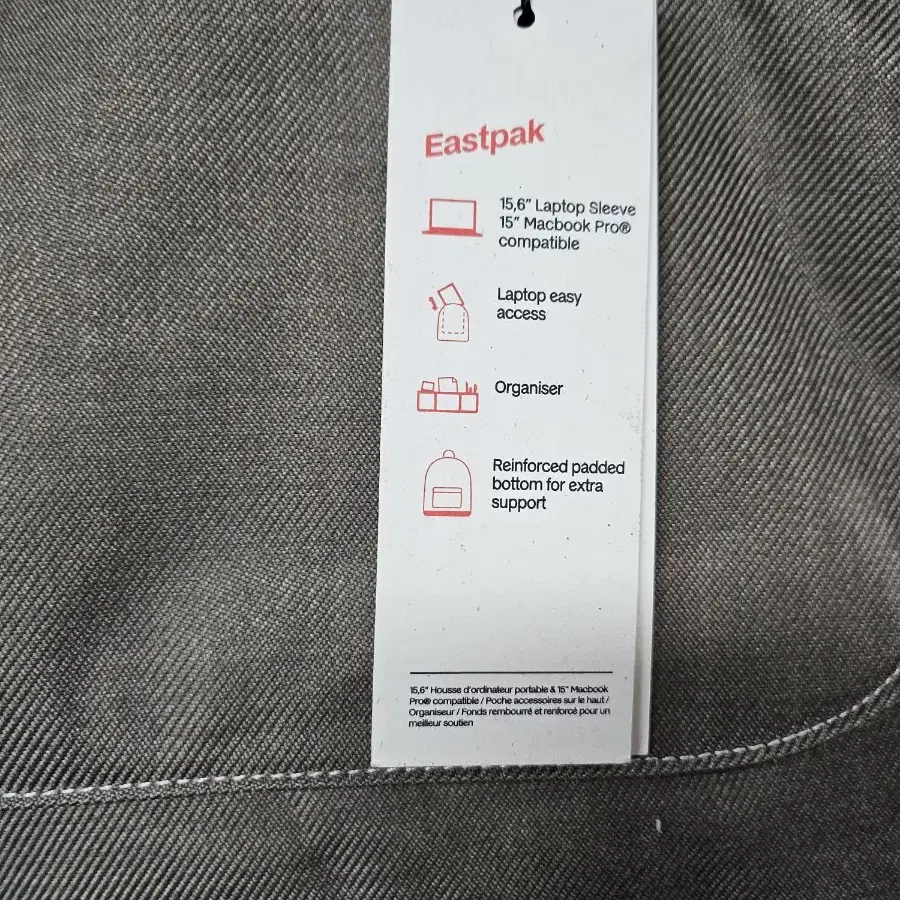 Eastpak
15,6" Laptop Sleeve
15" Macbook Pro®
compatible
Laptop easy
access
Organiser
Reinforced padded
bottom for extra
support
15,6" Housse d'ordinateur portable & 15" Macbook
Pro® compatible / Poche accessoires sur le haut /
Organiseur / Fonds rembourré et renforcé pour un
meilleur soutien